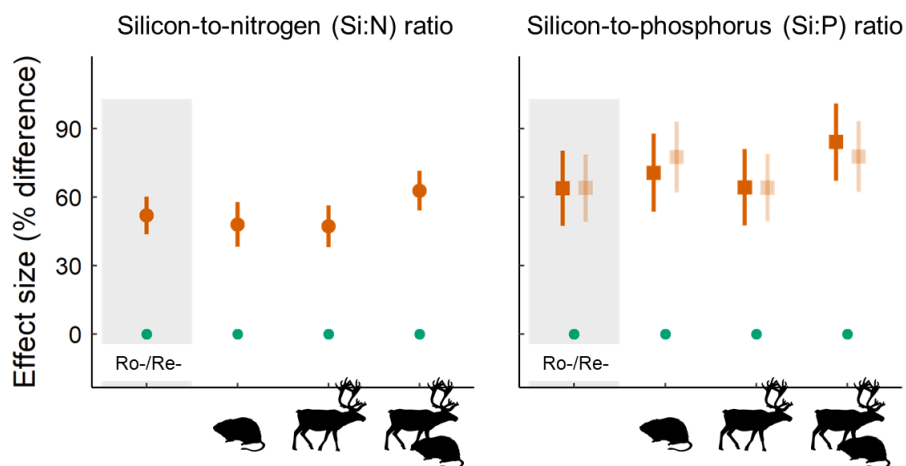 Silicon-to-nitrogen (Si:N) ratio
Silicon-to-phosphorus (Si:P) ratio
Effect size (% difference)
90
60
30
0
Ro-/Re-
Ro-/Re-